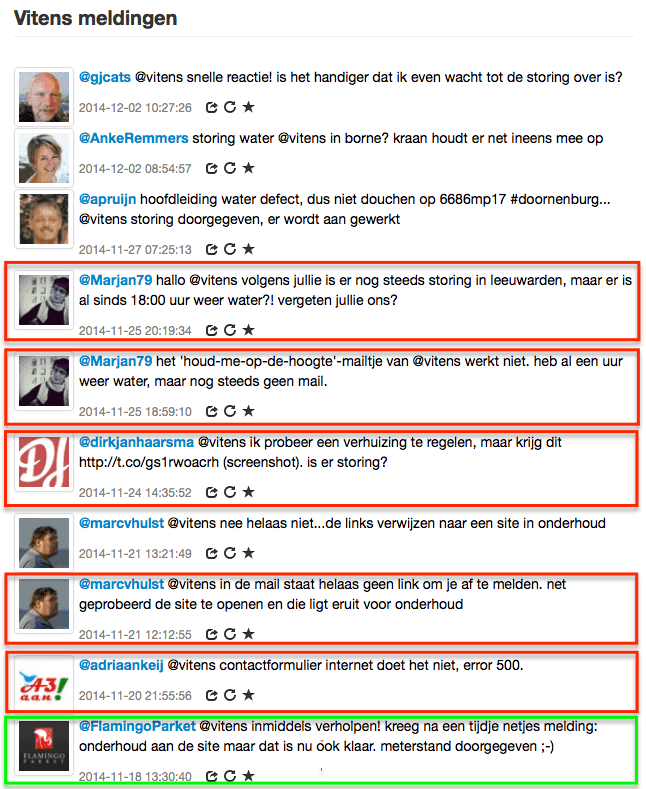 Vitens meldingen
@gjcats @vitens snelle reactie! is het handiger dat ik even wacht tot de storing over is?
2014-12-02 10:27:26
@AnkeRemmers storing water @vitens in borne? kraan houdt er net ineens mee op
2014-12-02 08:54:57
@apruijn hoofdleiding water defect, dus niet douchen op 6686mp17 #doornenburg...
@vitens storing doorgegeven, er wordt aan gewerkt
2014-11-27 07:25:13
@Marjan79 hallo @vitens volgens jullie is er nog steeds storing in leeuwarden, maar er is
al sinds 18:00 uur weer water?! vergeten jullie ons?
2014-11-25 20:19:34
@Marjan79 het 'houd-me-op-de-hoogte'-mailtje van @vitens werkt niet. heb al een uur
weer water, maar nog steeds geen mail.
2014-11-25 18:59:10
@dirkjanhaarsma @vitens ik probeer een verhuizing te regelen, maar krijg dit
http://t.co/gs1rwoacrh (screenshot). is er storing?
2014-11-24 14:35:52
@marcvhulst @vitens nee helaas niet...de links verwijzen naar een site in onderhoud
2014-11-21 13:21:49
@marcvhulst @vitens in de mail staat helaas geen link om je af te melden. net
geprobeerd de site te openen en die ligt eruit voor onderhoud
2014-11-21 12:12:55
A3
aan!
@adriaankeij @vitens contactformulier internet doet het niet, error 500.
2014-11-20 21:55:56
FLAMINGO
PARKET
@FlamingoParket @vitens inmiddels verholpen! kreeg na een tijdje netjes melding:
onderhoud aan de site maar dat is nu ook klaar. meterstand doorgegeven ;-)
2014-11-18 13:30:40